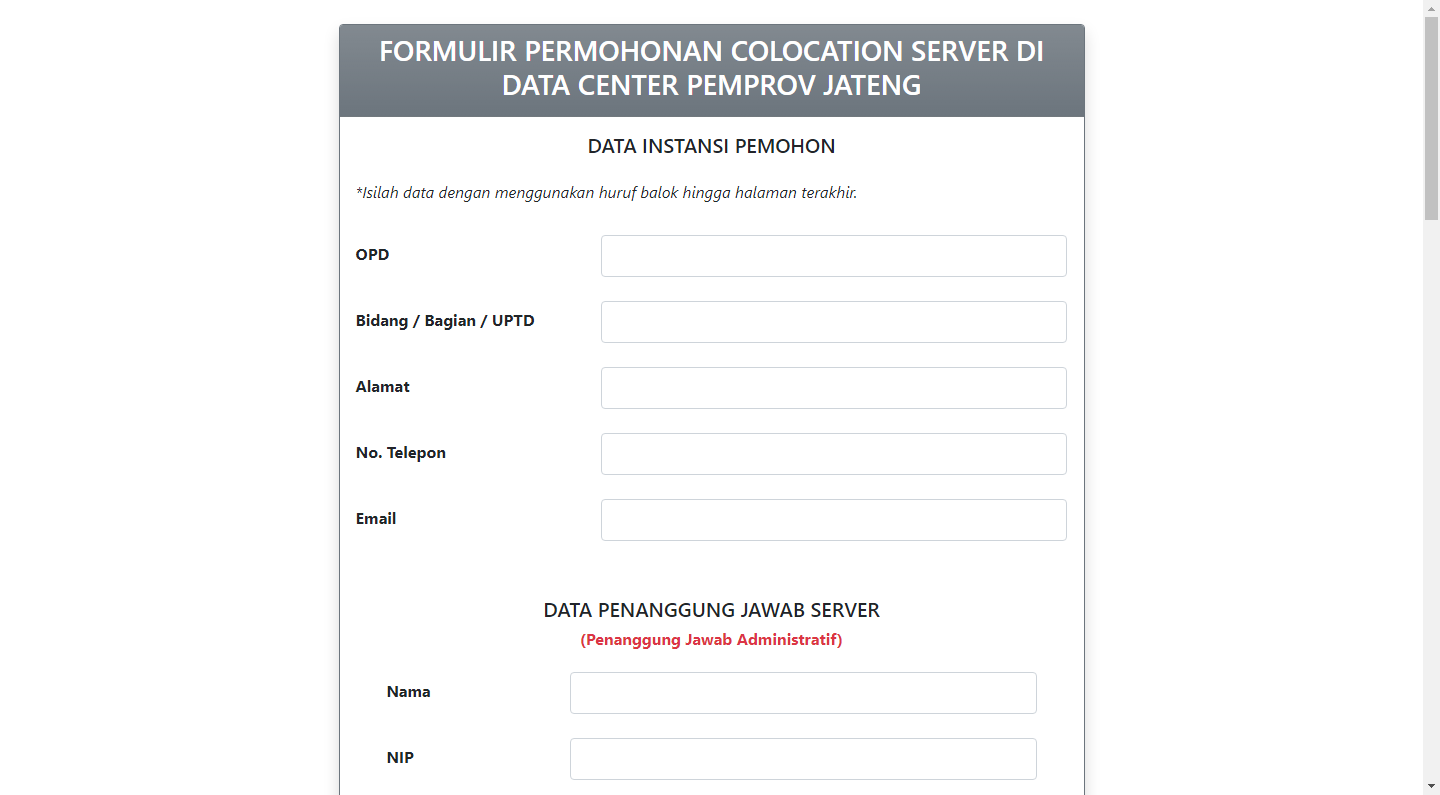 FORMULIR PERMOHONAN COLOCATION SERVER DI
DATA CENTER PEMPROV JATENG
DATA INSTANSI PEMOHON
*Isilah data dengan menggunakan huruf balok hingga halaman terakhir.
OPD
Bidang / Bagian / UPTD
Alamat
No. Telepon
Email
DATA PENANGGUNG JAWAB SERVER
(Penanggung Jawab Administratif)
Nama
NIP